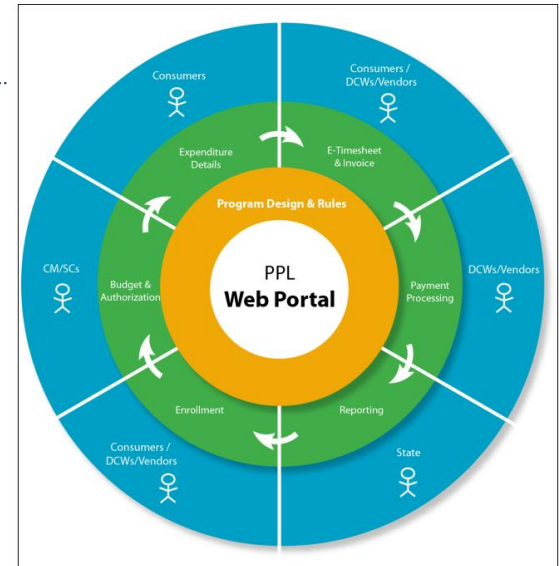 ..
Consumers
Consumers /
DCWs/Vendors
Expenditure
Details
E-Timesheet
& Invoice
Program Design & Rules
CM/SCs
Budget &
Authorization
PPL
Web Portal
Payment
Processing
DCWs/Vendors
Enrollment
Reporting
Consumers /
DCWs/Vendors
State